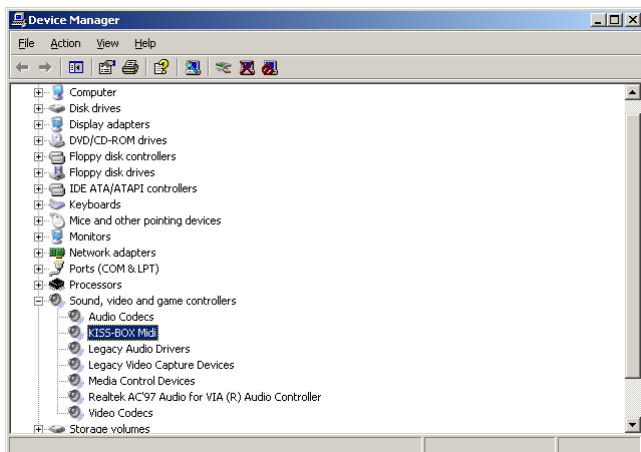 Device Manager
File Action View Help
Computer
Disk drives
Display adapters
DVD/CD-ROM drives
Floppy disk controllers
Floppy disk drives
IDE ATA/ATAPI controllers
Keyboards
Mice and other pointing devices
Monitors
Network adapters
Ports (COM & LPT)
Processors
Sound, video and game controllers
Audio Codecs
KISS-BOX Midi
Legacy Audio Drivers
Legacy Video Capture Devices
Media Control Devices
Realtek AC'97 Audio for VIA (R) Audio Controller
Video Codecs
Storage volumes